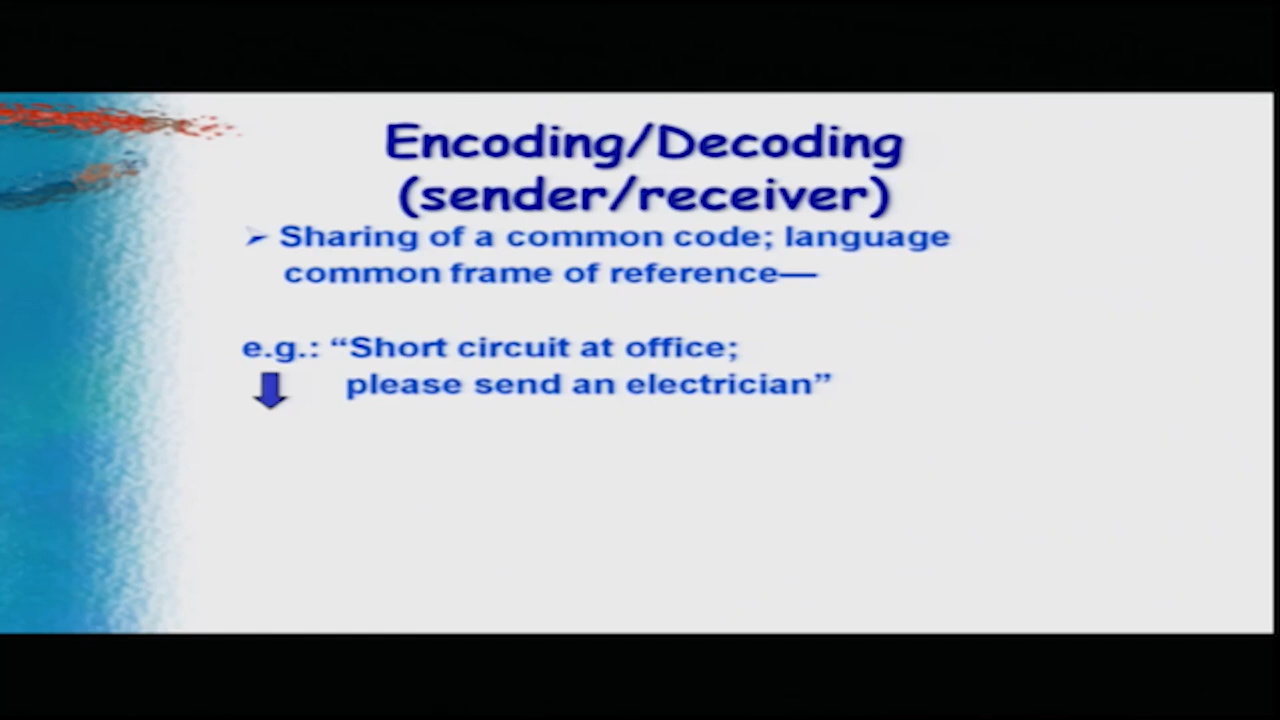 Encoding/Decoding
(sender/receiver)
➢ Sharing of a common code; language
common frame of reference—
e.g.: “Short circuit at office;
please send an electrician”